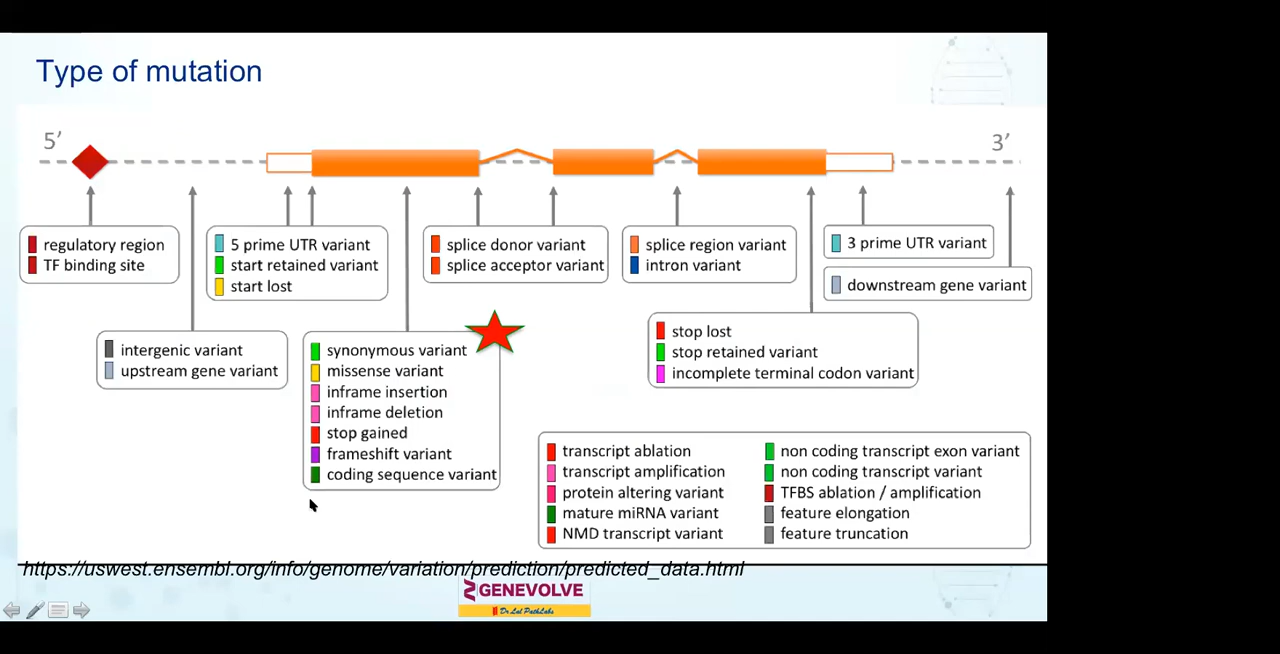 Type of mutation
5’
3’
regulatory region
TF binding site
5 prime UTR variant
start retained variant
start lost
splice donor variant
splice acceptor variant
splice region variant
intron variant
3 prime UTR variant
downstream gene variant
intergenic variant
upstream gene variant
synonymous variant
missense variant
inframe insertion
inframe deletion
stop gained
frameshift variant
coding sequence variant
stop lost
stop retained variant
incomplete terminal codon variant
transcript ablation
transcript amplification
protein altering variant
mature miRNA variant
NMD transcript variant
non coding transcript exon variant
non coding transcript variant
TFBS ablation / amplification
feature elongation
feature truncation
https://uswest.ensembl.org/info/genome/variation/prediction/predicted_data.html
GENEVOLVE
Dr Lal PathLabs